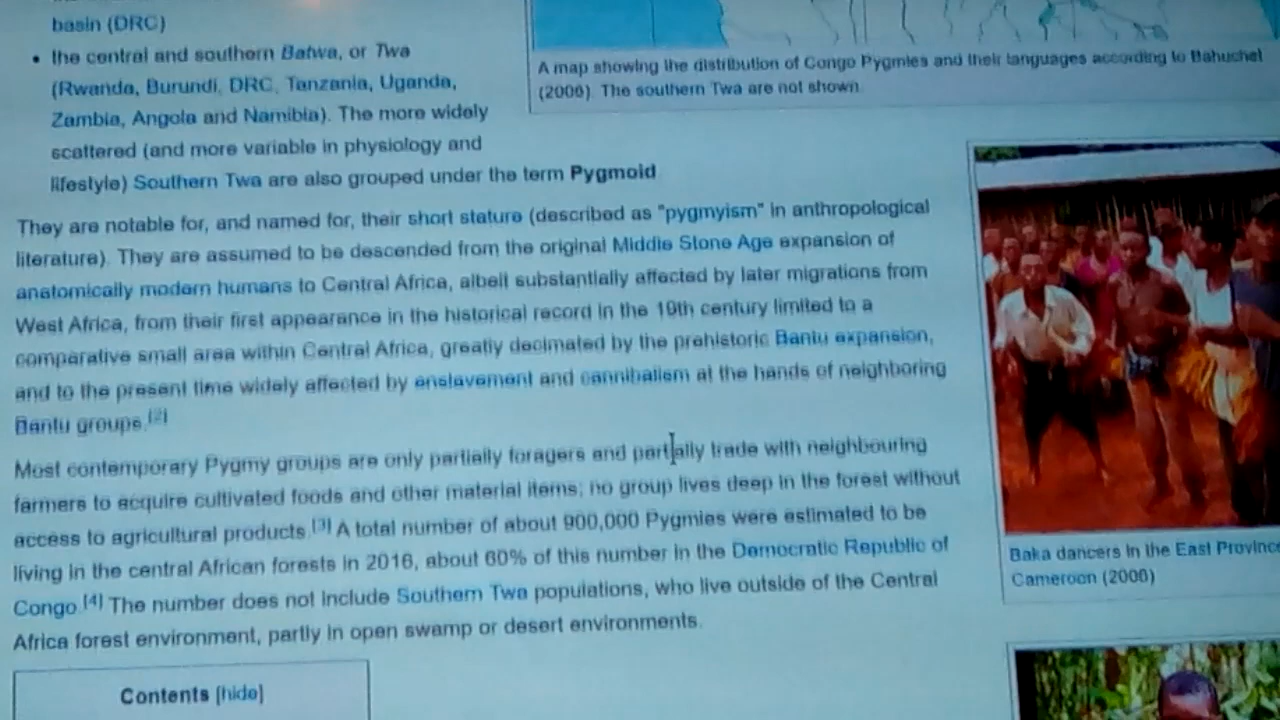 basin (DRC)
• the central and southern Batwa, or Twa
(Rwanda, Burundi, DRC, Tanzania, Uganda,
Zambia, Angola and Namibia). The more widely
scattered (and more variable in physiology and
lifestyle) Southern Twa are also grouped under the term Pygmoid
A map showing the distribution of Congo Pygmies and their languages according to Bahuchet
(2006). The southern Twa are not shown.
They are notable for, and named for, their short stature (described as "pygmyism" in anthropological
literature). They are assumed to be descended from the original Middle Stone Age expansion of
anatomically modern humans to Central Africa, albeit substantially affected by later migrations from
West Africa, from their first appearance in the historical record in the 19th century limited to a
comparative small area within Central Africa, greatly decimated by the prehistoric Bantu expansion,
and to the present time widely affected by enslavement and cannibalism at the hands of neighboring
Bantu groups.[2]
Most contemporary Pygmy groups are only partially foragers and partially trade with neighbouring
farmers to acquire cultivated foods and other material items; no group lives deep in the forest without
access to agricultural products.[3] A total number of about 900,000 Pygmies were estimated to be
living in the central African forests in 2016, about 60% of this number in the Democratic Republic of
Congo.[4] The number does not include Southern Twa populations, who live outside of the Central
Africa forest environment, partly in open swamp or desert environments.
Baka dancers in the East Province
Cameroon (2006)
Contents [hide]